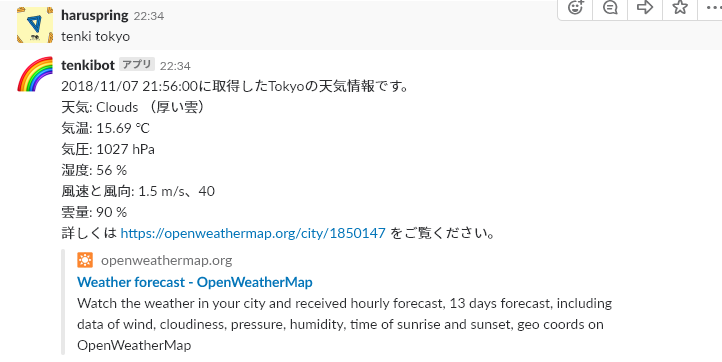 haruspring 22:34
tenki tokyo
tenkibot アプリ 22:34
2018/11/07 21:56:00に取得したTokyoの天気情報です。
天気: Clouds （厚い雲）
気温: 15.69 ℃
気圧: 1027 hPa
湿度: 56 %
風速と風向: 1.5 m/s、40
雲量: 90 %
詳しくは https://openweathermap.org/city/1850147 をご覧ください。
openweathermap.org
Weather forecast - OpenWeatherMap
Watch the weather in your city and received hourly forecast, 13 days forecast, including
data of wind, cloudiness, pressure, humidity, time of sunrise and sunset, geo coords on
OpenWeatherMap